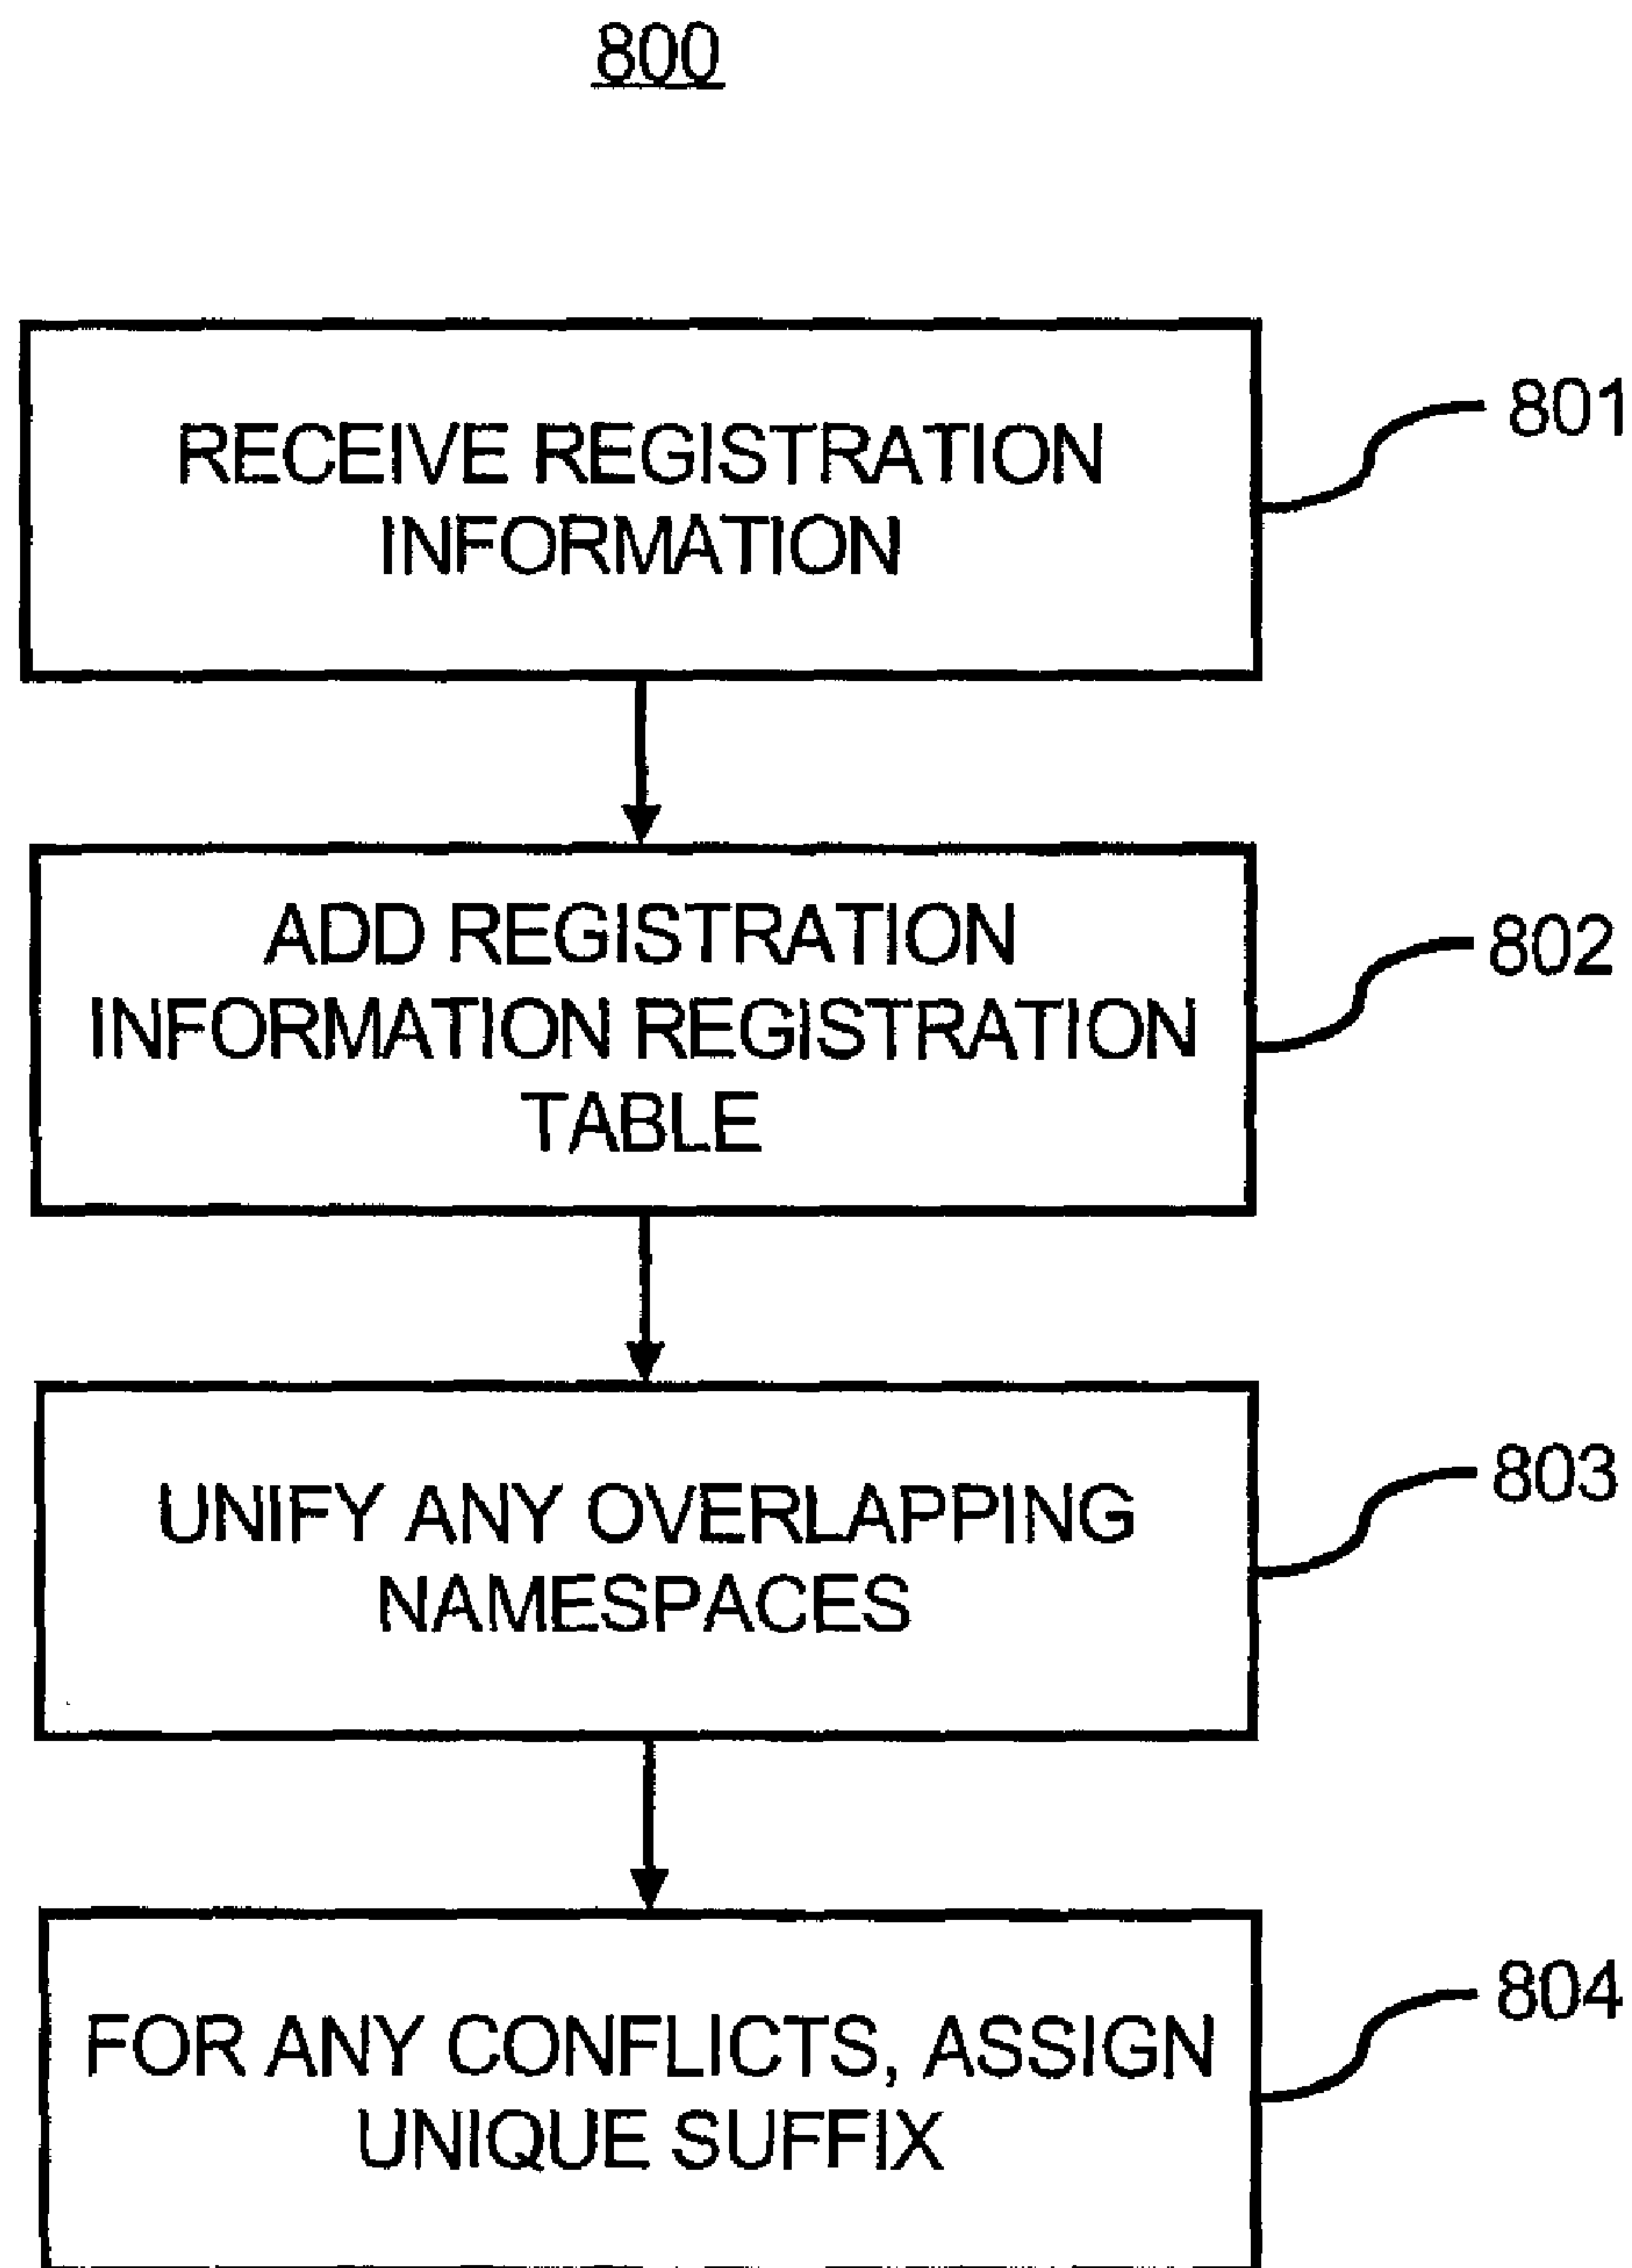 800
RECEIVE REGISTRATION
INFORMATION
801
ADD REGISTRATION
INFORMATION REGISTRATION
TABLE
802
UNIFY ANY OVERLAPPING
NAMESPACES
803
FOR ANY CONFLICTS, ASSIGN
UNIQUE SUFFIX
804